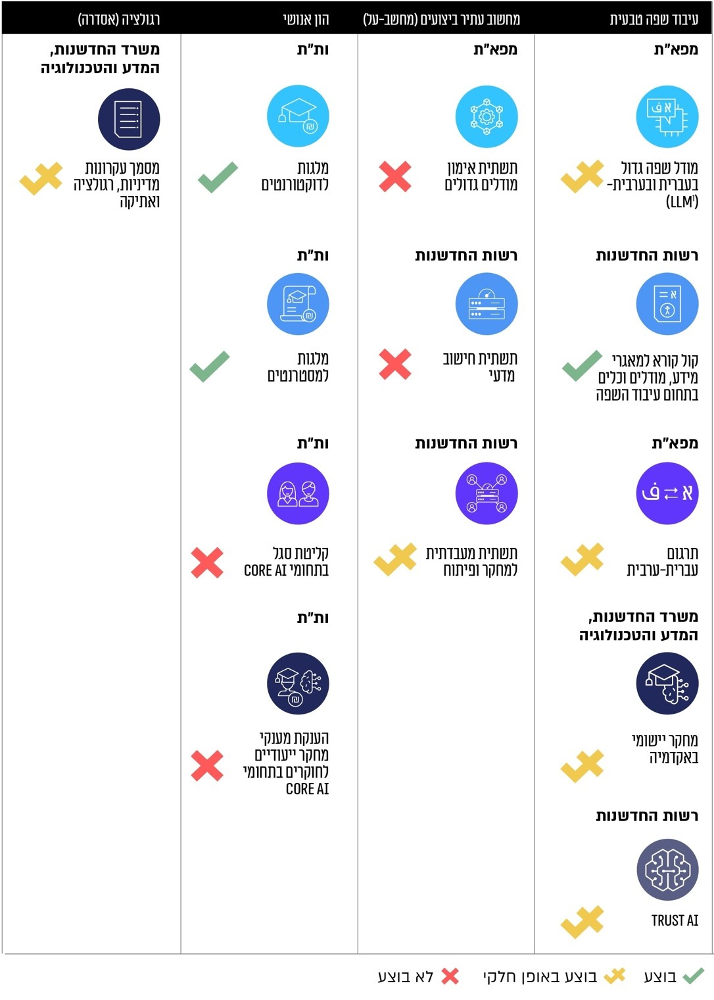 עיבוד שפה טבעית
מפא"ת
א ف
מודל שפה גדול
בעברית ובערבית-
(LLM')
רשות החדשנות
א
קול קורא למאגרי
מידע, מודלים וכלים
בתחום עיבוד השפה
מפא"ת
א ف
תרגום
עברית-ערבית
משרד החדשנות,
המדע והטכנולוגיה
מחקר יישומי
באקדמיה
רשות החדשנות
TRUST AI
מחשוב עתיר ביצועים (מחשב-על)
מפא"ת
תשתית אימון
מודלים גדולים
רשות החדשנות
תשתית חישוב
מדעי
רשות החדשנות
תשתית מעבדתית
למחקר ופיתוח
הון אנושי
ות"ת
₪
מלגות
לדוקטורנטים
ות"ת
₪
מלגות
למסטרנטים
ות"ת
קליטת סגל
בתחומי CORE AI
ות"ת
₪
הענקת מענקי
מחקר ייעודיים
לחוקרים בתחומי
CORE AI
רגולציה (אסדרה)
משרד החדשנות,
המדע והטכנולוגיה
מסמך עקרונות
מדיניות, רגולציה
ואתיקה
בוצע
בוצע באופן חלקי
לא בוצע